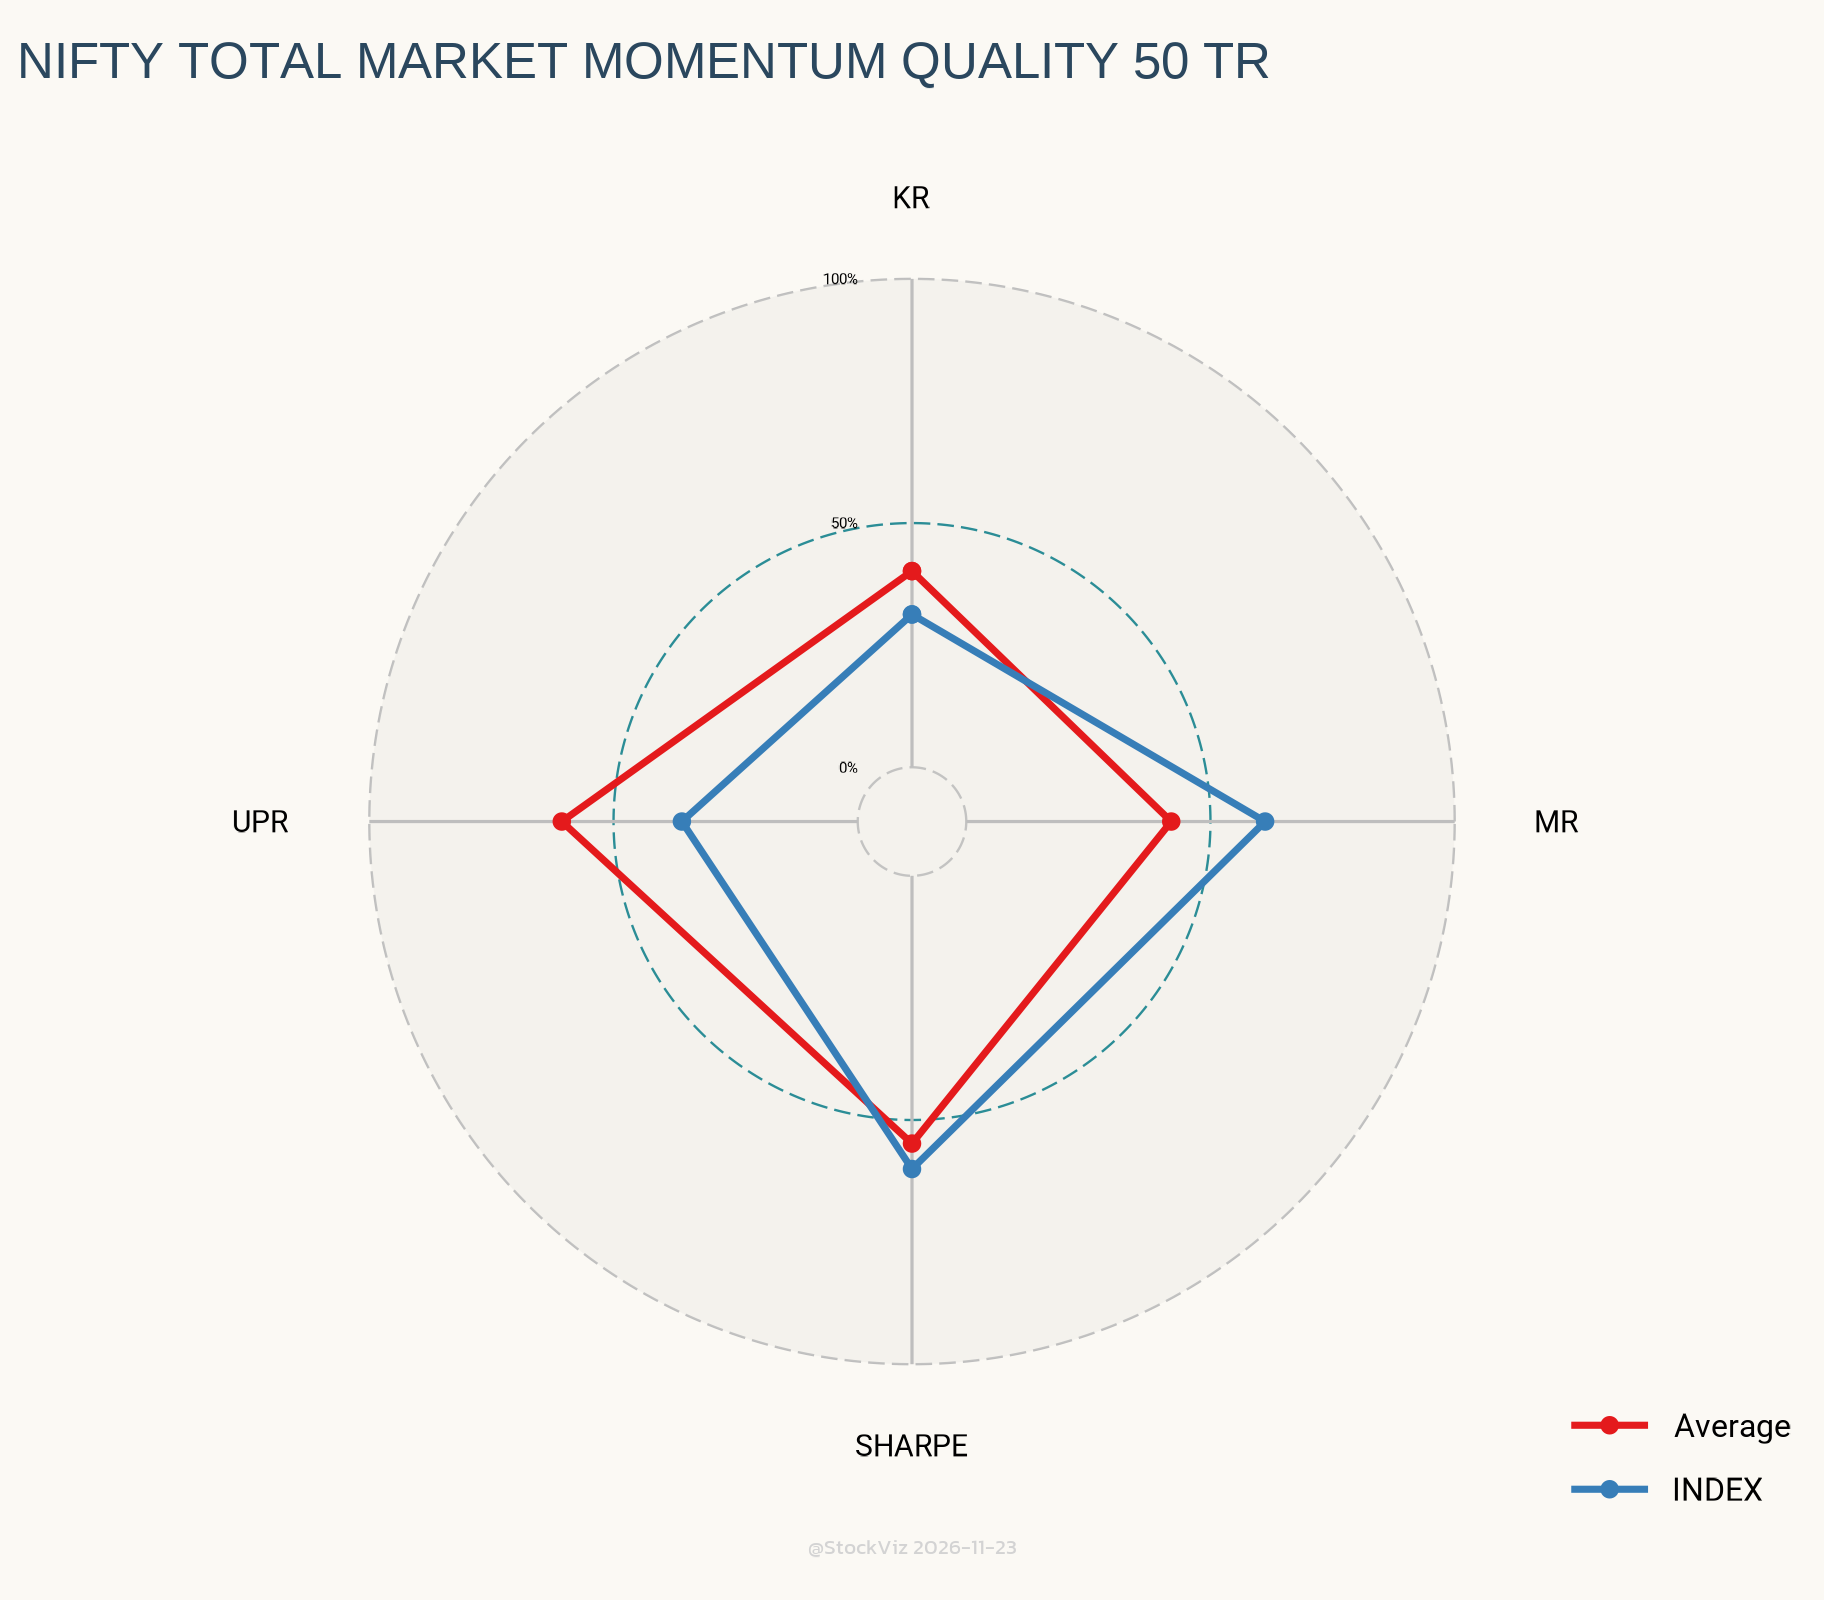 NIFTY TOTAL MARKET MOMENTUM QUALITY 50 TR
KR
100%
50%
0%
UPR
MR
SHARPE
Average
INDEX
@StockViz 2026-11-23